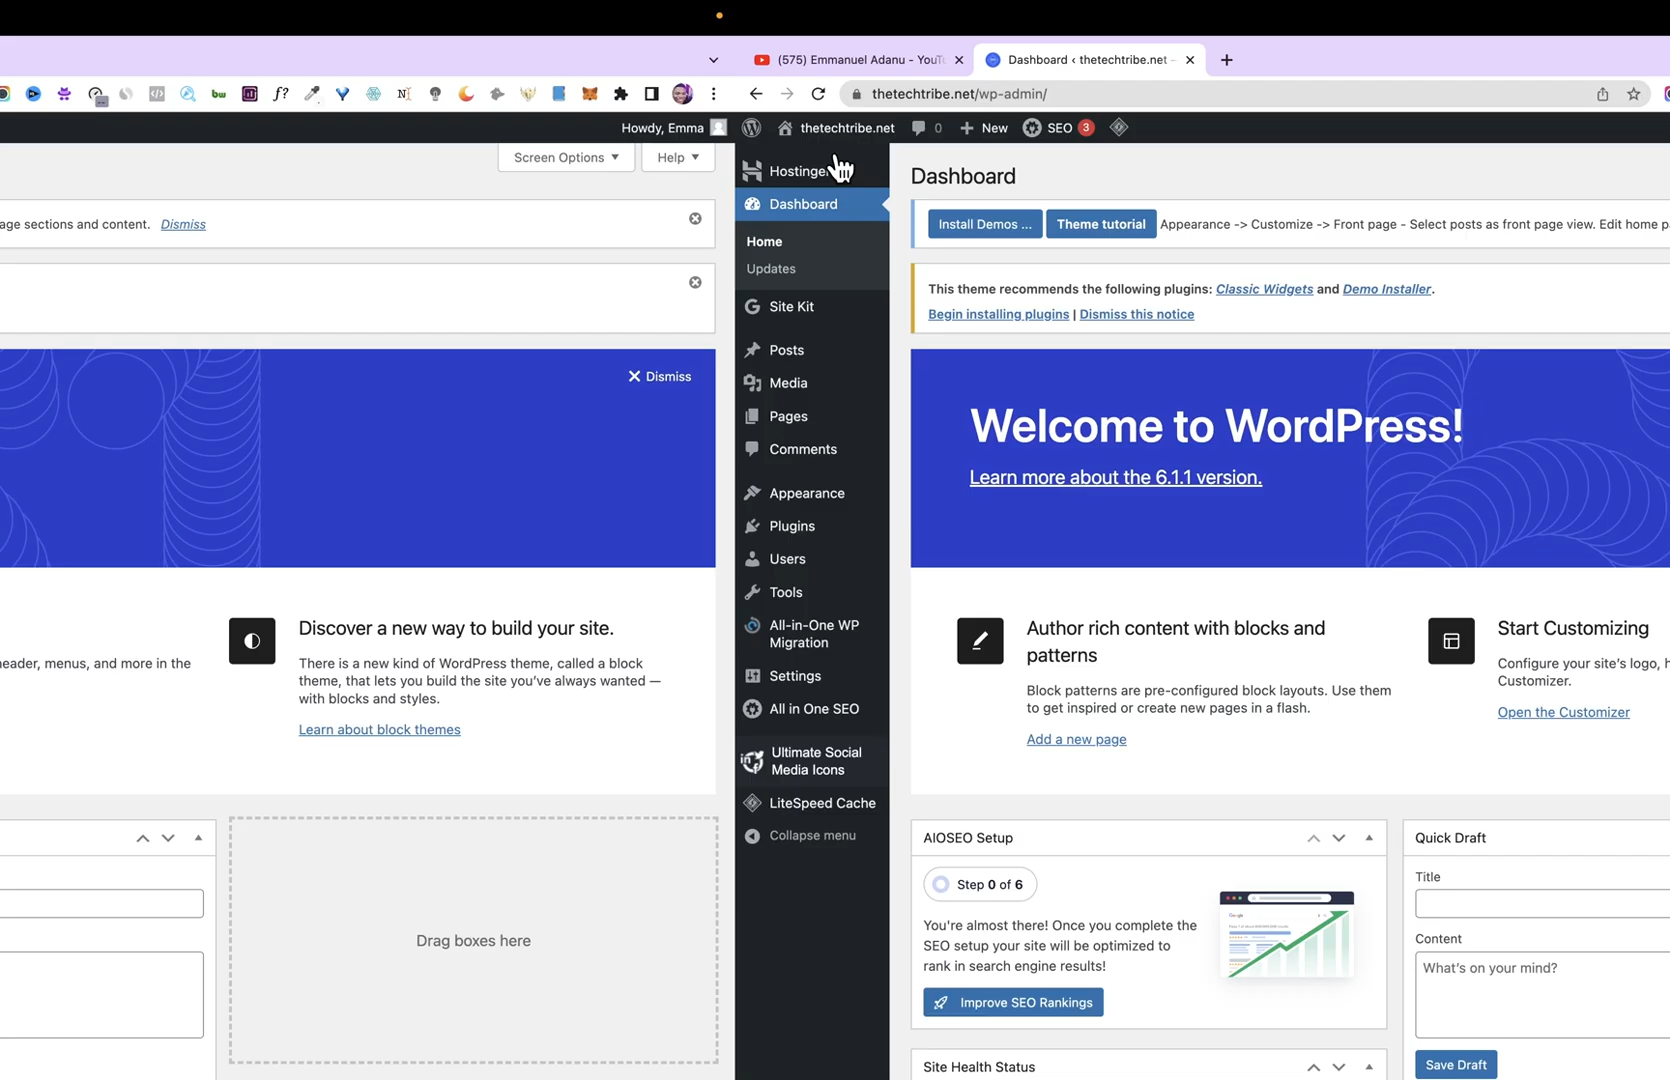 (575) Emmanuel Adanu - YouTu
Dashboard ‹ thetechtribe.net –
thetechtribe.net/wp-admin/
Howdy, Emma
thetechtribe.net
0
New
SEO 3
Screen Options
Help
age sections and content. Dismiss
Dismiss
Discover a new way to build your site.
eader, menus, and more in the
There is a new kind of WordPress theme, called a block
theme, that lets you build the site you've always wanted —
with blocks and styles.
Learn about block themes
Drag boxes here
Hostinger
Dashboard
Home
Updates
Site Kit
Posts
Media
Pages
Comments
Appearance
Plugins
Users
Tools
All-in-One WP
Migration
Settings
All in One SEO
Ultimate Social
Media Icons
LiteSpeed Cache
Collapse menu
Dashboard
Install Demos ...
Theme tutorial
Appearance -> Customize -> Front page - Select posts as front page view. Edit home p
This theme recommends the following plugins: Classic Widgets and Demo Installer.
Begin installing plugins | Dismiss this notice
Welcome to WordPress!
Learn more about the 6.1.1 version.
Author rich content with blocks and
patterns
Block patterns are pre-configured block layouts. Use them
to get inspired or create new pages in a flash.
Add a new page
Start Customizing
Configure your site's logo, h
Customizer.
Open the Customizer
AIOSEO Setup
Step 0 of 6
You're almost there! Once you complete the
SEO setup your site will be optimized to
rank in search engine results!
Improve SEO Rankings
Quick Draft
Title
Content
What's on your mind?
Save Draft
Site Health Status